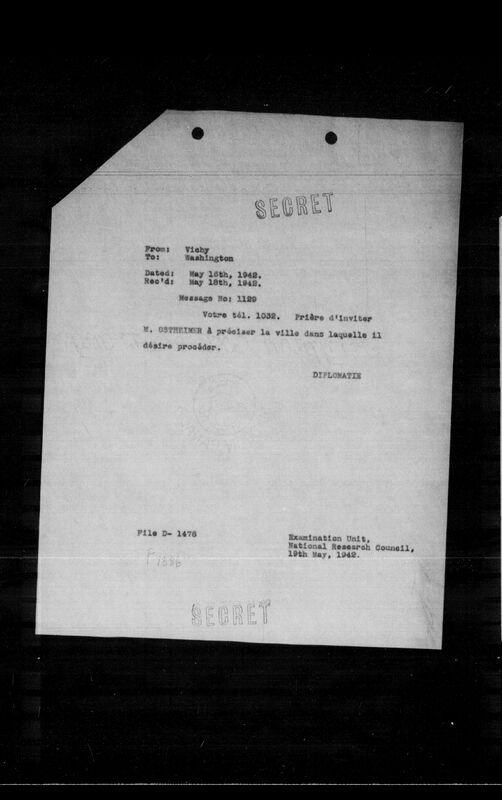 SECRET
From: Vichy
To: Washington
Dated: May 18th, 1942.
Rec'd: May 18th, 1942.
Message No: 1129
Votre tél. 1032. Prière d'inviter
M. OSTHEIMER à préciser la ville dans laquelle il
désire procéder.
DIPLOMATIE
File D- 1478
Examination Unit,
National Research Council,
19th May, 1942.
SECRET